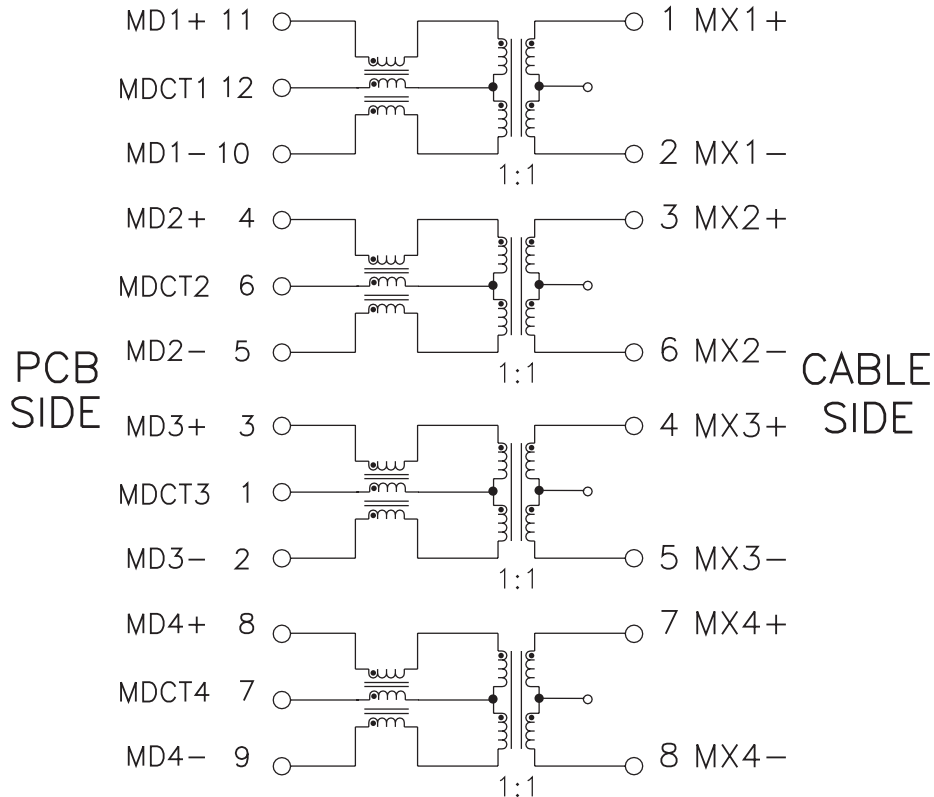 MD1+ 11 1 MX1+
MDCT1 12
MD1- 10 2 MX1-
1:1
MD2+ 4 3 MX2+
MDCT2 6
MD2- 5 6 MX2-
1:1
PCB
SIDE
CABLE
SIDE
MD3+ 3 4 MX3+
MDCT3 1
MD3- 2 5 MX3-
1:1
MD4+ 8 7 MX4+
MDCT4 7
MD4- 9 8 MX4-
1:1